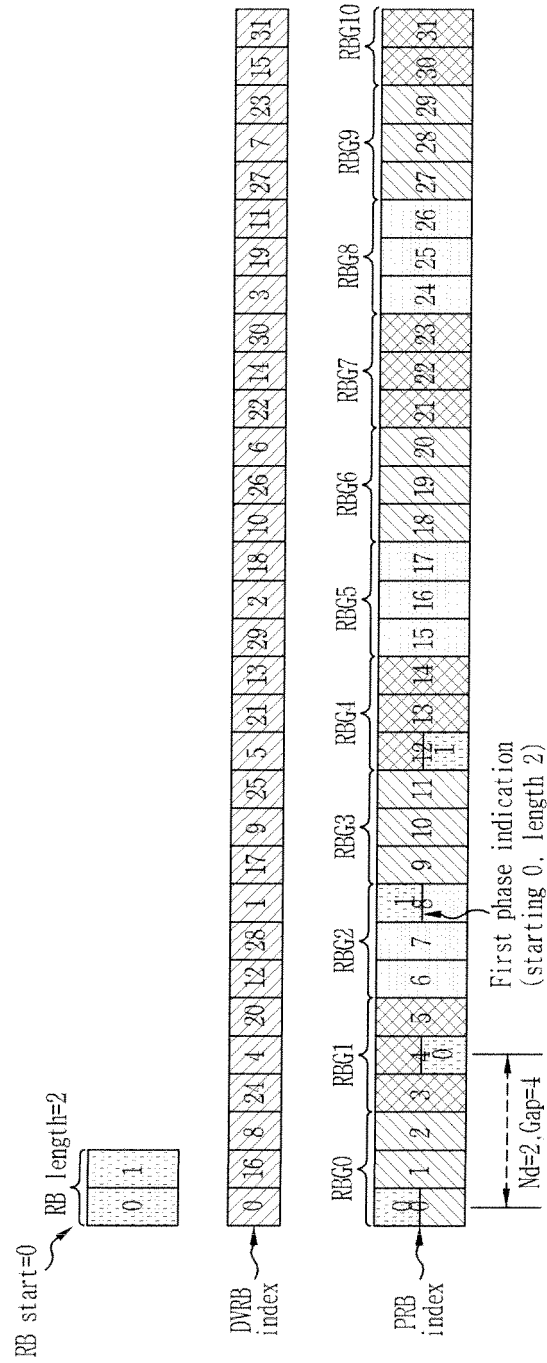 RB start=0
RB length=2
0 1
DVRB index
0 16 8 24 4 20 12 28 1 17 9 25 5 21 13 29 2 18 10 26 6 22 14 30 3 19 11 27 7 23 15 31
RBG0 RBG1 RBG2 RBG3 RBG4 RBG5 RBG6 RBG7 RBG8 RBG9 RBG10
PRB index
0 0 1 2 3 4 0 5 6 7 1 8 9 10 11 12 1 13 14 15 16 17 18 19 20 21 22 23 24 25 26 27 28 29 30 31
Nd=2,Gap=4
First phase indication
(starting 0, length 2)